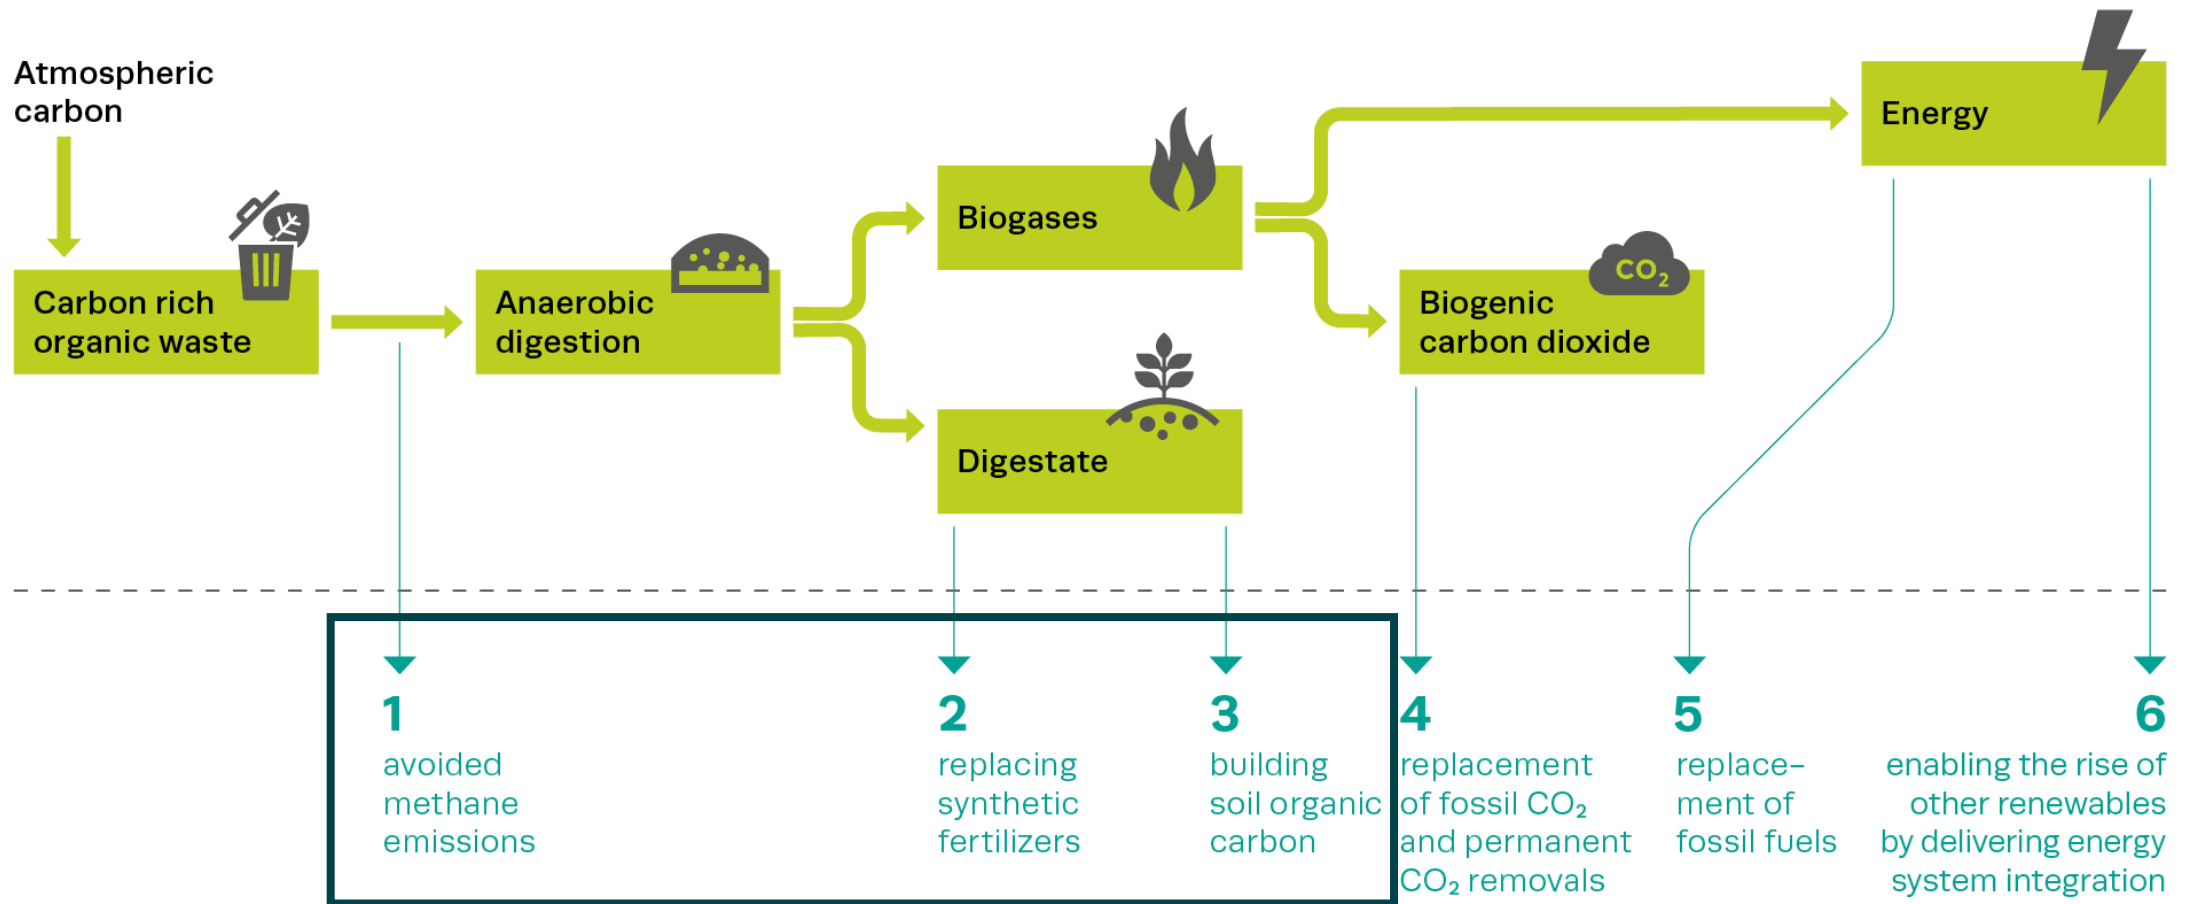 Atmospheric
carbon
Carbon rich
organic waste
Anaerobic
digestion
Biogases
Digestate
CO₂
Biogenic
carbon dioxide
Energy
1
avoided
methane
emissions
2
replacing
synthetic
fertilizers
3
building
soil organic
carbon
4
replacement
of fossil CO₂
and permanent
CO₂ removals
5
replace–
ment of
fossil fuels
6
enabling the rise of
other renewables
by delivering energy
system integration